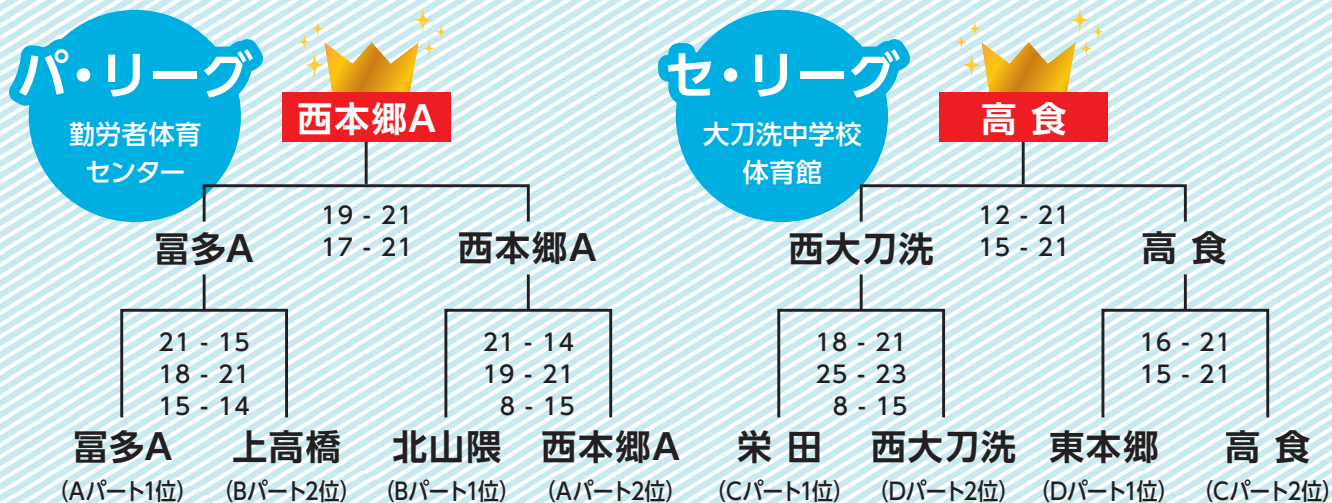 パ・リーグ
勤労者体育
センター
西本郷A
19 - 21
17 - 21
冨多A
西本郷A
21 - 15
18 - 21
15 - 14
21 - 14
19 - 21
8 - 15
冨多A
上高橋
北山隈
西本郷A
(Aパート1位)
(Bパート2位)
(Bパート1位)
(Aパート2位)
セ・リーグ
大刀洗中学校
体育館
高 食
12 - 21
15 - 21
西大刀洗
高 食
18 - 21
25 - 23
8 - 15
16 - 21
15 - 21
栄 田
西大刀洗
東本郷
高 食
(Cパート1位)
(Dパート2位)
(Dパート1位)
(Cパート2位)